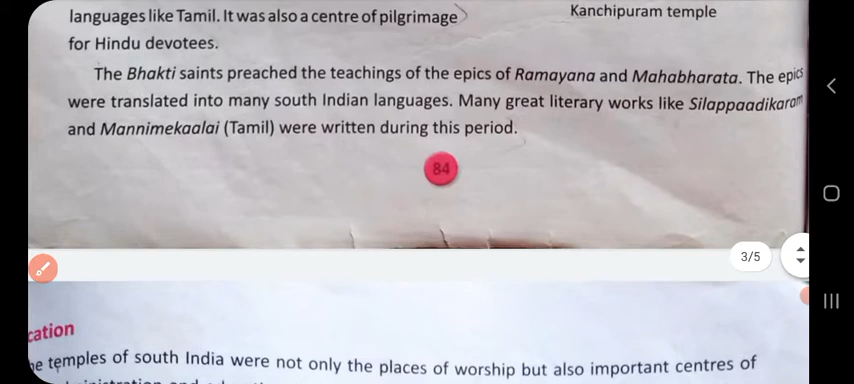 languages like Tamil. It was also a centre of pilgrimage
Kanchipuram temple
for Hindu devotees.
The Bhakti saints preached the teachings of the epics of Ramayana and Mahabharata. The epics
were translated into many south Indian languages. Many great literary works like Silappaadikaram
and Mannimekaalai (Tamil) were written during this period.
84
3/5
cation
he temples of south India were not only the places of worship but also important centres of